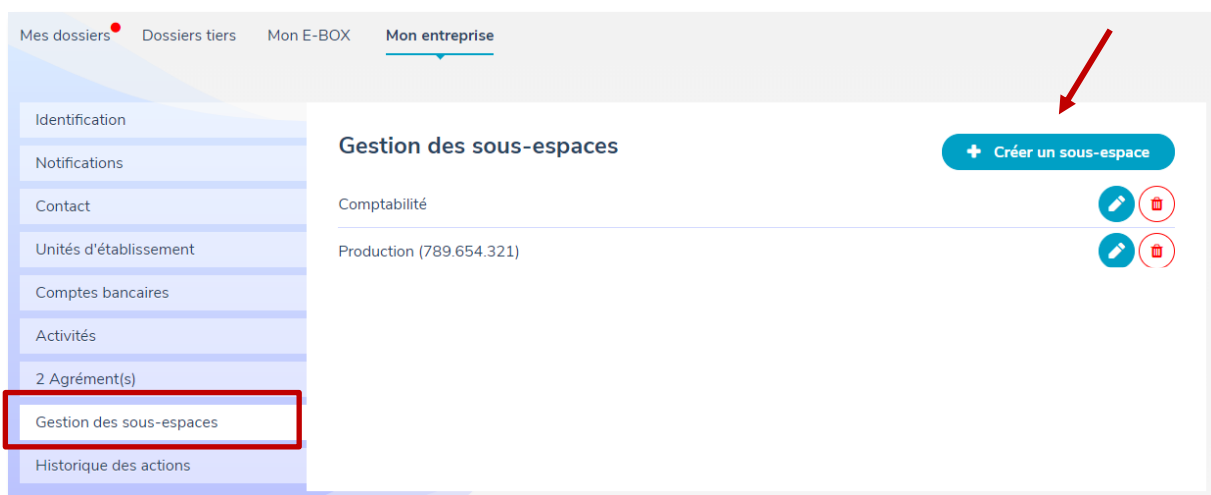 Mes dossiers Dossiers tiers Mon E-BOX Mon entreprise
Identification
Notifications
Contact
Unités d'établissement
Comptes bancaires
Activités
2 Agrément(s)
Gestion des sous-espaces
Historique des actions
Gestion des sous-espaces
+ Créer un sous-espace
Comptabilité
Production (789.654.321)